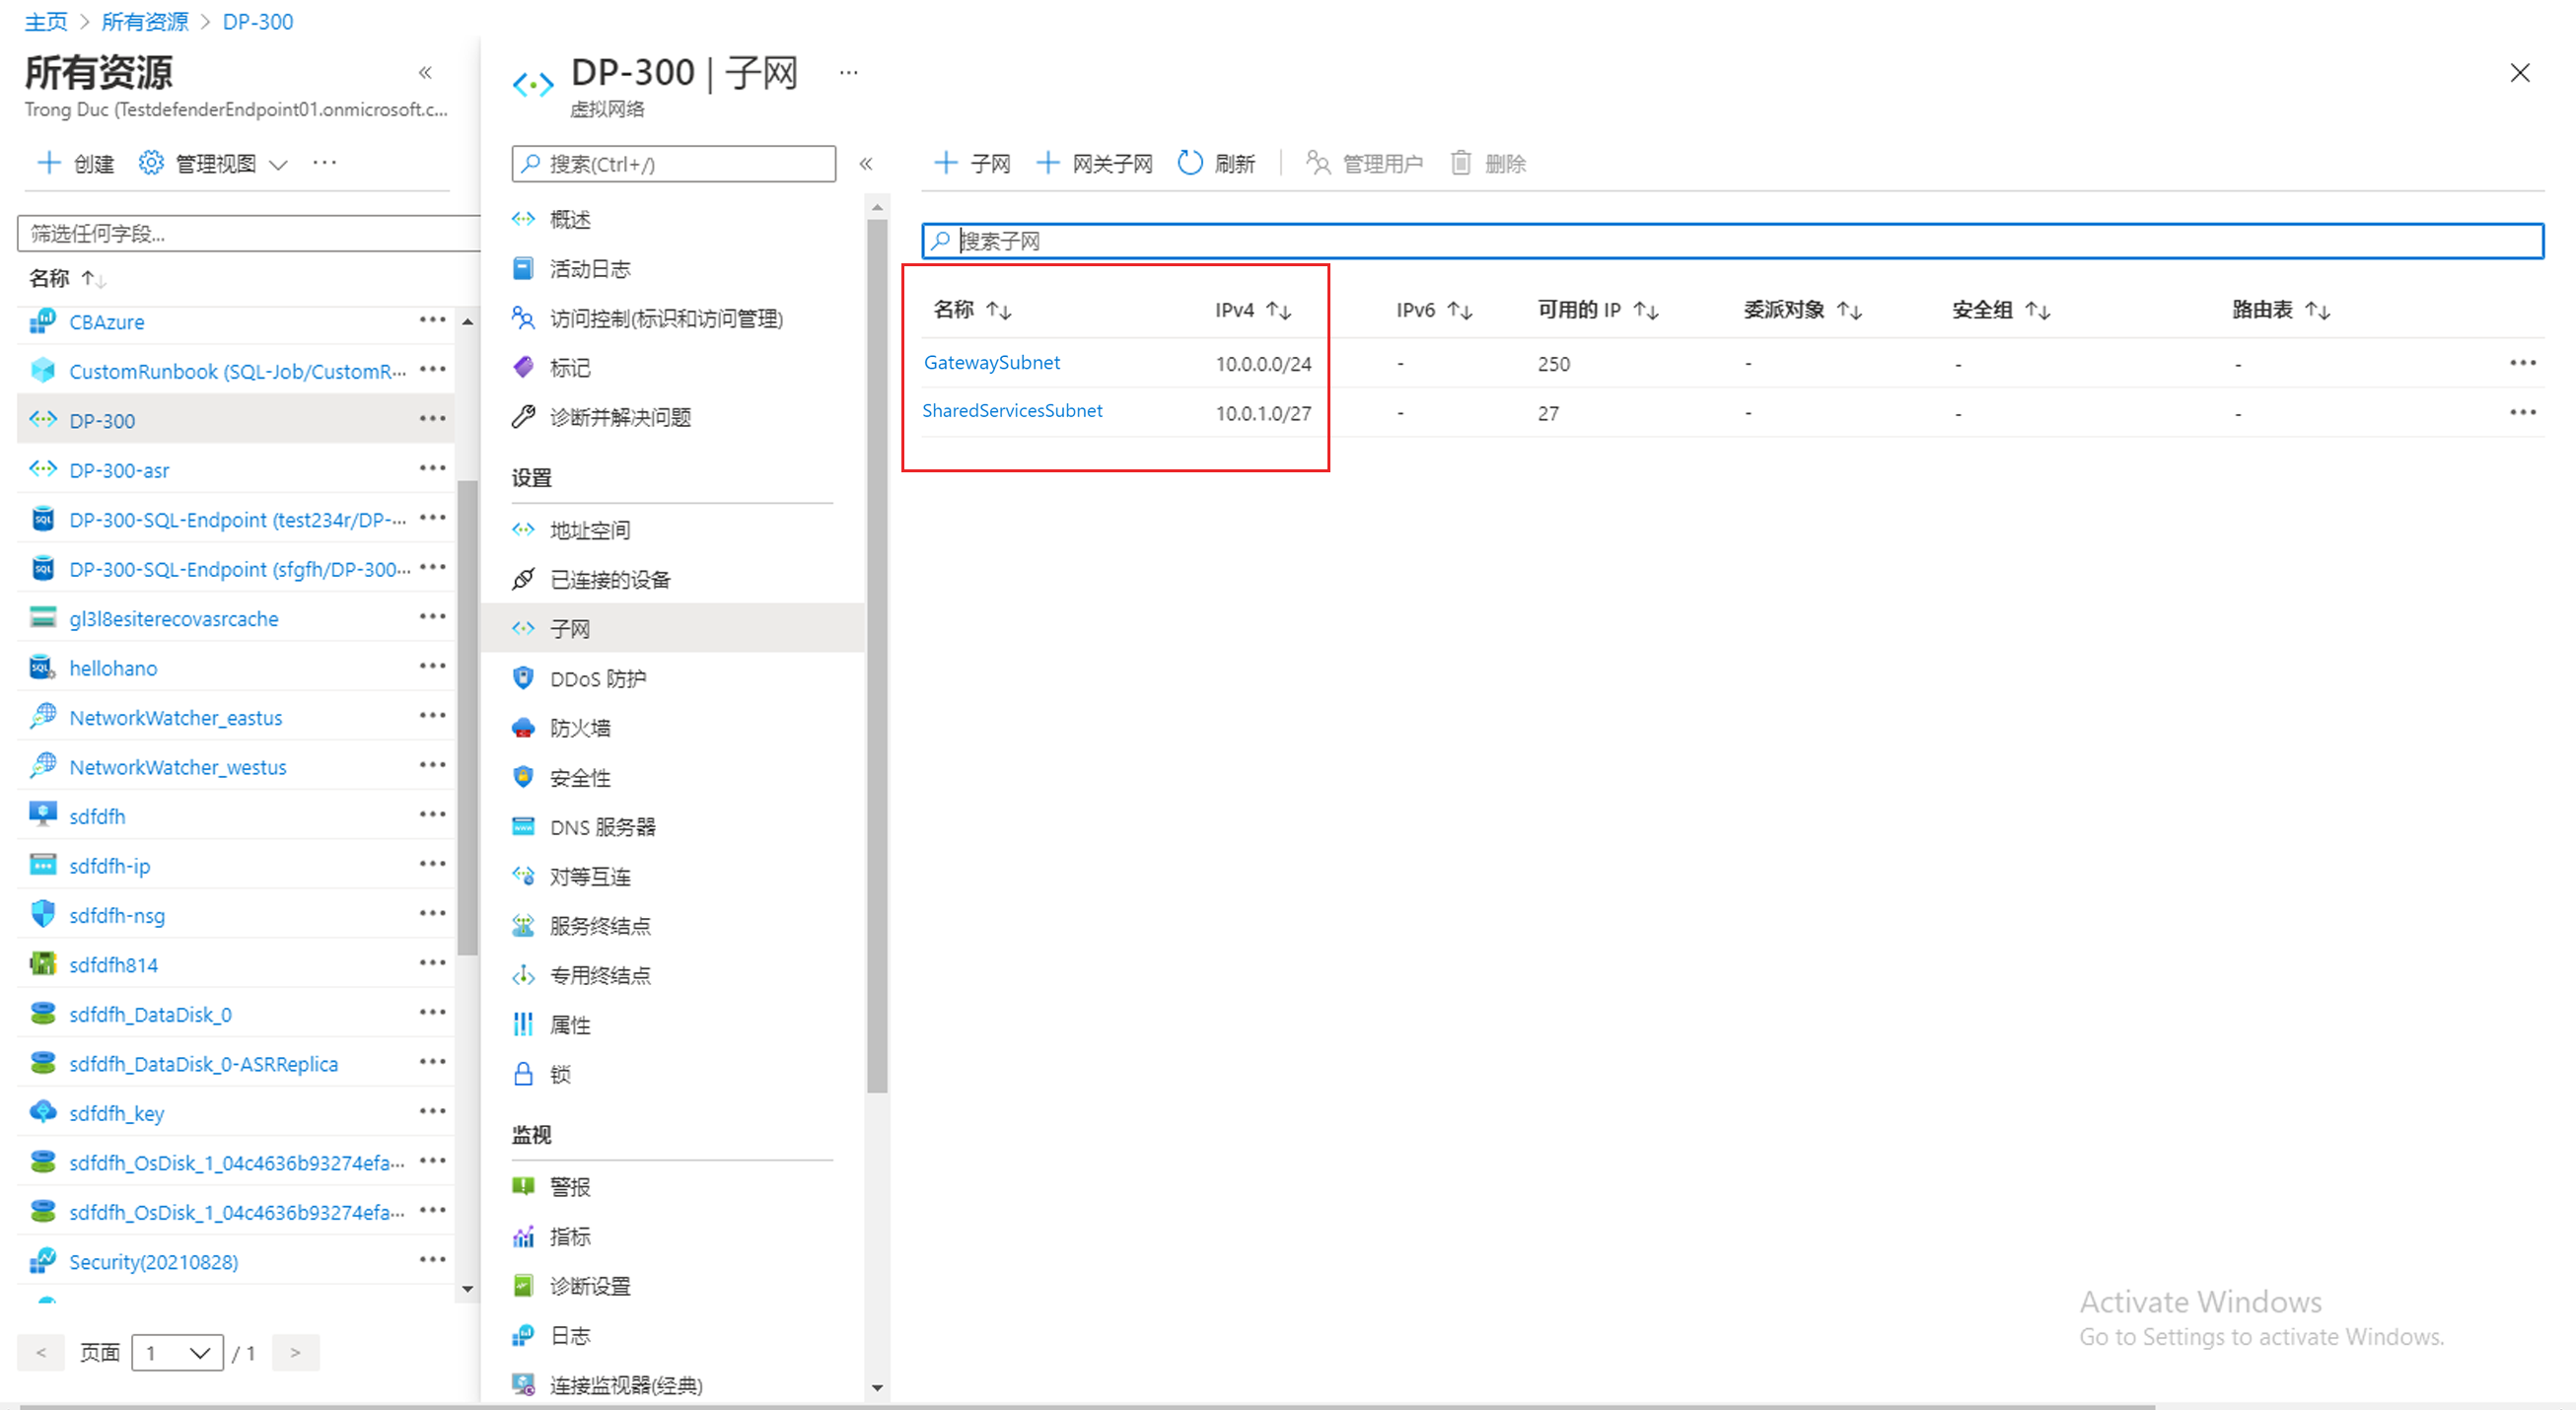 主页 > 所有资源 > DP-300
所有资源
Trong Duc (TestdefenderEndpoint01.onmicrosoft.c...
创建 管理视图 ...
筛选任何字段...
名称
CBAzure
CustomRunbook (SQL-Job/CustomR...
DP-300
DP-300-asr
DP-300-SQL-Endpoint (test234r/DP-...
DP-300-SQL-Endpoint (sfgfh/DP-300...
gl3l8esiterecovasrcache
hellohano
NetworkWatcher_eastus
NetworkWatcher_westus
sdfdfh
sdfdfh-ip
sdfdfh-nsg
sdfdfh814
sdfdfh_DataDisk_0
sdfdfh_DataDisk_0-ASRReplica
sdfdfh_key
sdfdfh_OsDisk_1_04c4636b93274efa...
sdfdfh_OsDisk_1_04c4636b93274efa...
Security(20210828)
< 页面 1 / 1 >
DP-300 | 子网 ...
虚拟网络
搜索(Ctrl+/)
概述
活动日志
访问控制(标识和访问管理)
标记
诊断并解决问题
设置
地址空间
已连接的设备
子网
DDoS 防护
防火墙
安全性
DNS 服务器
对等互连
服务终结点
专用终结点
属性
锁
监视
警报
指标
诊断设置
日志
连接监视器(经典)
子网 网关子网 刷新 管理用户 删除
搜索子网
名称 IPv4 IPv6 可用的 IP 委派对象 安全组 路由表
GatewaySubnet 10.0.0.0/24 - 250 - - -
SharedServicesSubnet 10.0.1.0/27 - 27 - - -
Activate Windows
Go to Settings to activate Windows.